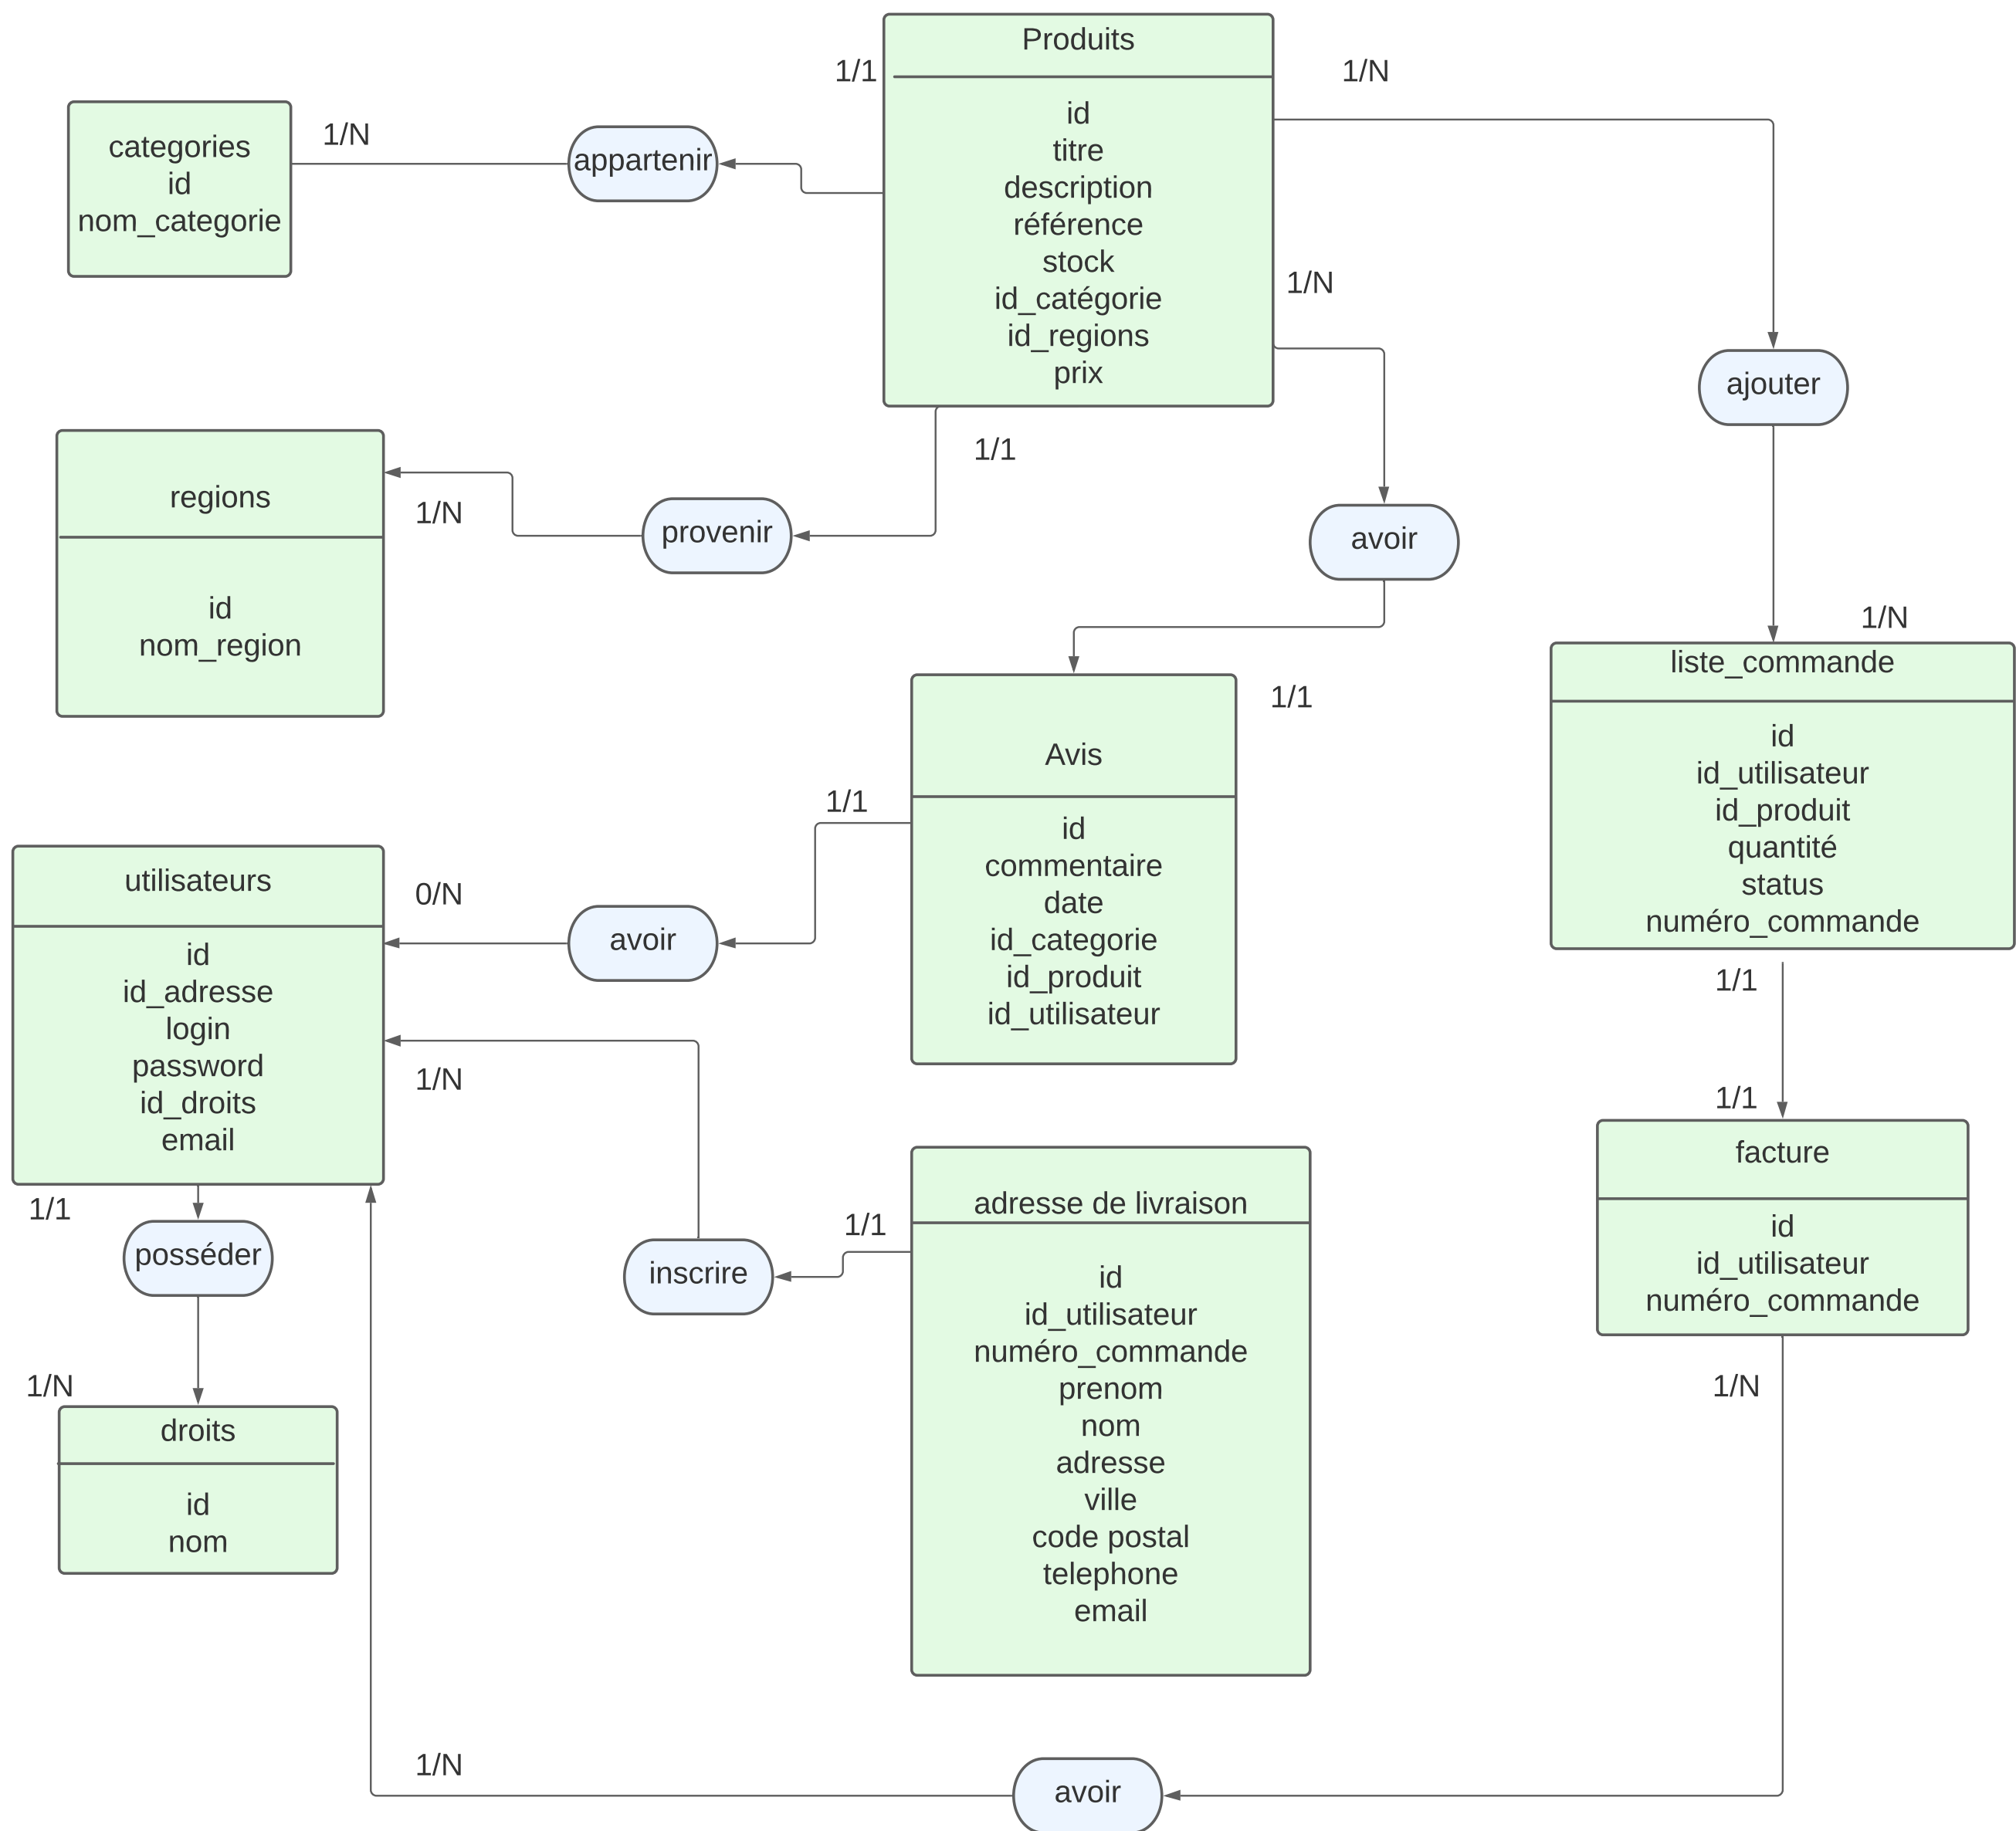 Produits
1/1
1/N
id
titre
description
référence
stock
id_catégorie
id_regions
prix
categories
id
nom_categorie
1/N
appartenir
1/N
ajouter
1/1
regions
id
nom_region
1/N
provenir
avoir
1/N
liste_commande
id
id_utilisateur
id_produit
quantité
status
numéro_commande
1/1
Avis
id
commentaire
date
id_categorie
id_produit
id_utilisateur
1/1
utilisateurs
id
id_adresse
login
password
id_droits
email
0/N
avoir
1/N
1/1
1/1
facture
id
id_utilisateur
numéro_commande
adresse de livraison
id
id_utilisateur
numéro_commande
prenom
nom
adresse
ville
code postal
telephone
email
1/1
inscrire
1/1
posséder
1/N
droits
id
nom
1/N
1/N
avoir